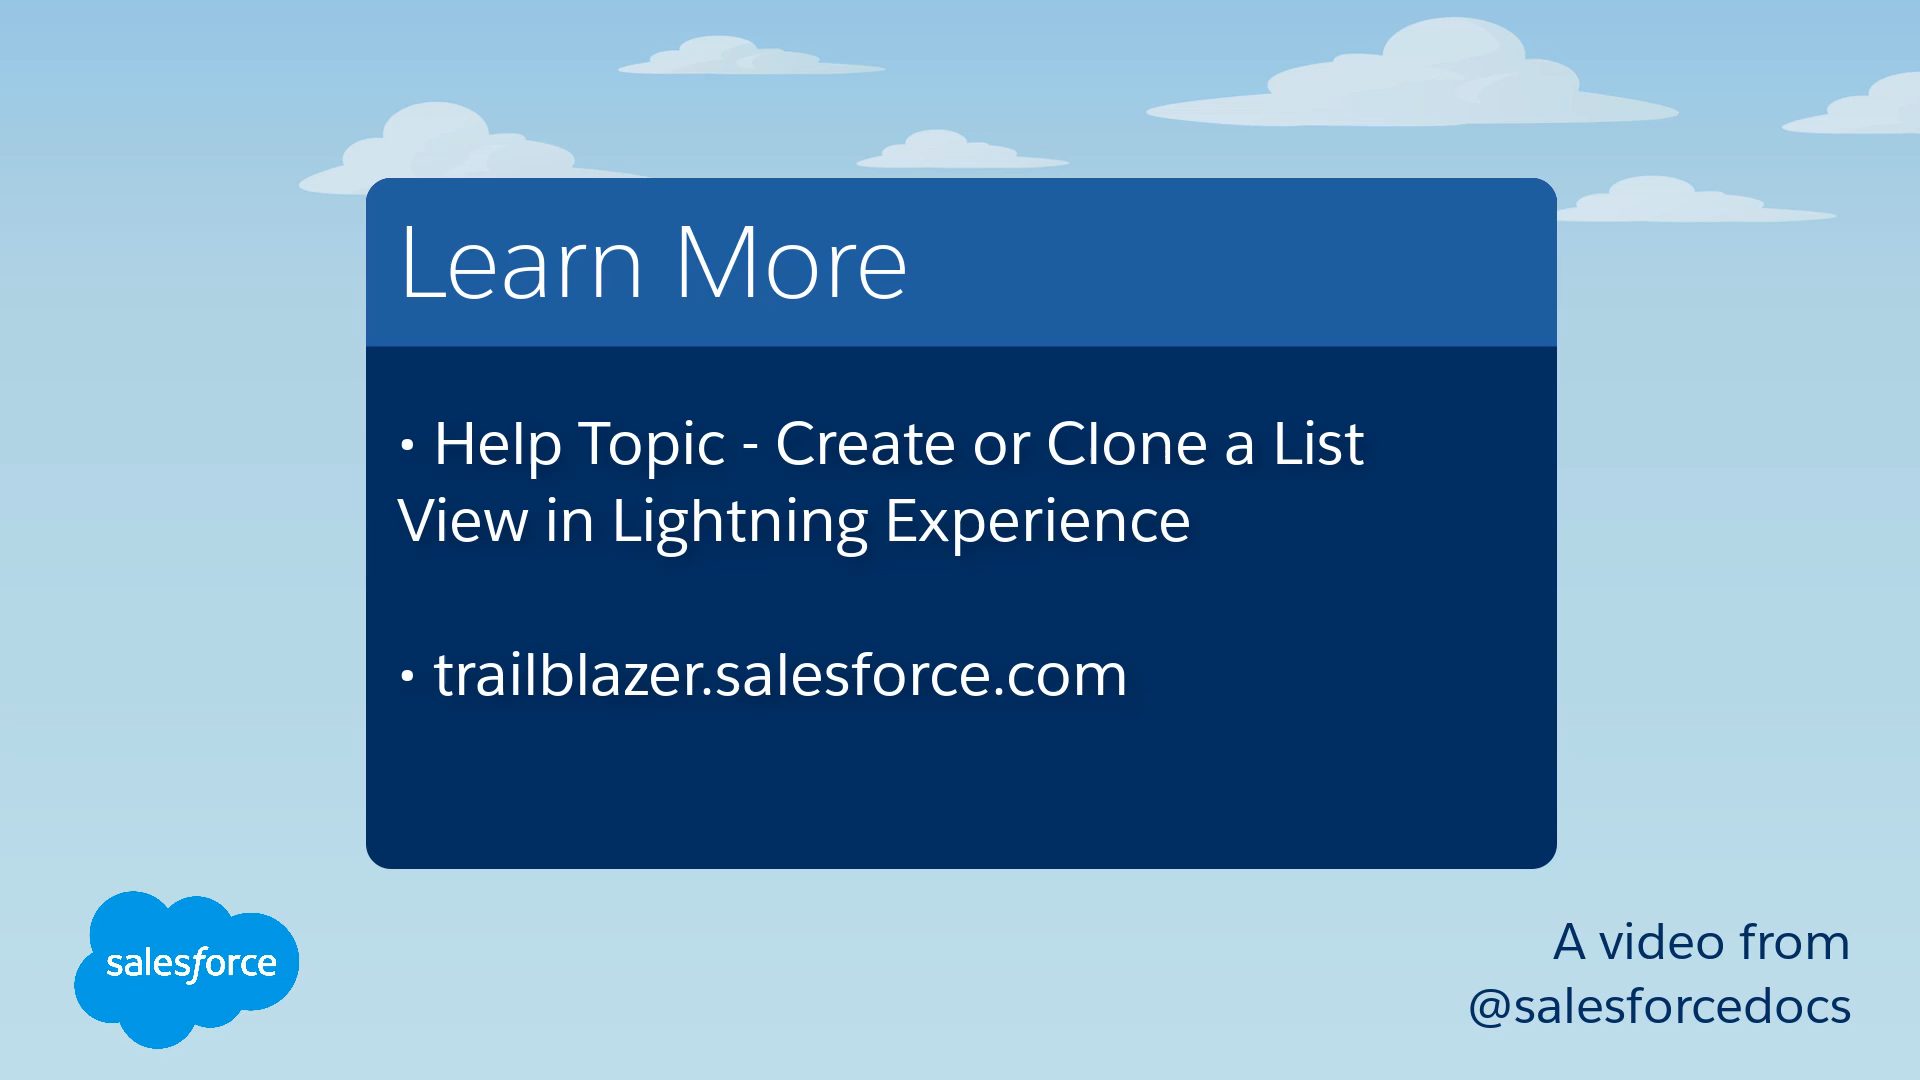 Learn More
• Help Topic - Create or Clone a List
View in Lightning Experience
• trailblazer.salesforce.com
salesforce
A video from
@salesforcedocs